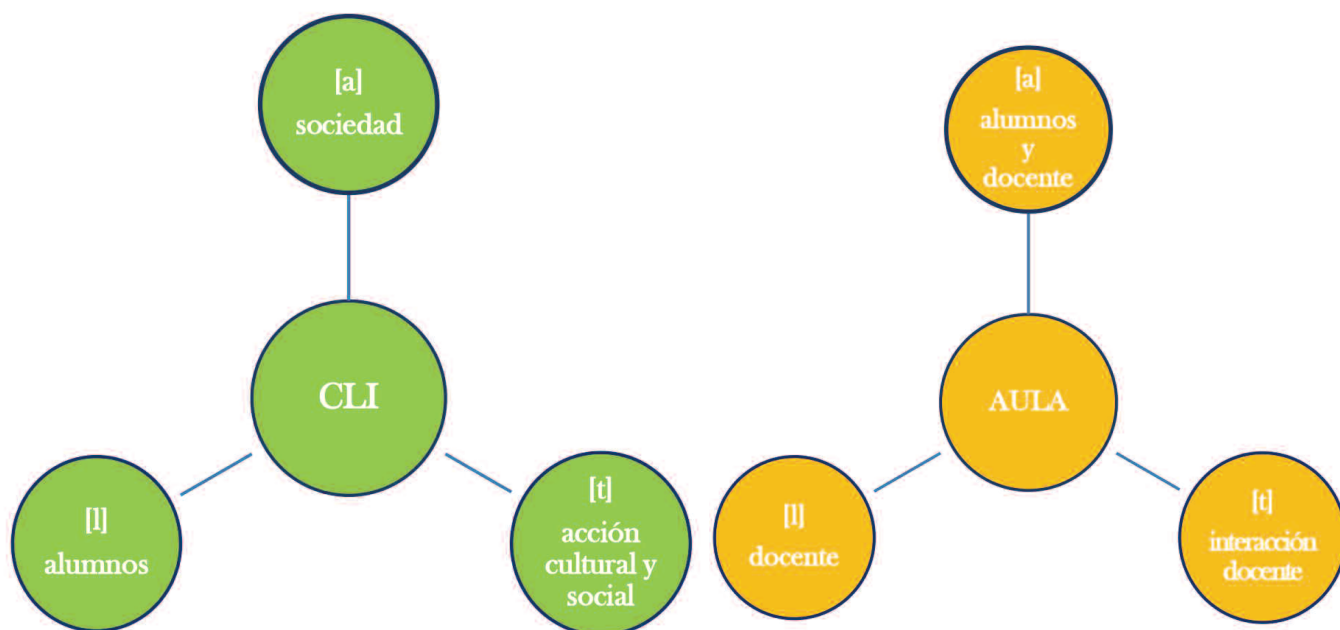 [a]
sociedad
CLI
[l]
alumnos
[t]
acción
cultural y
social
[a]
alumnos
y
docente
AULA
[l]
docente
[t]
interacción
docente